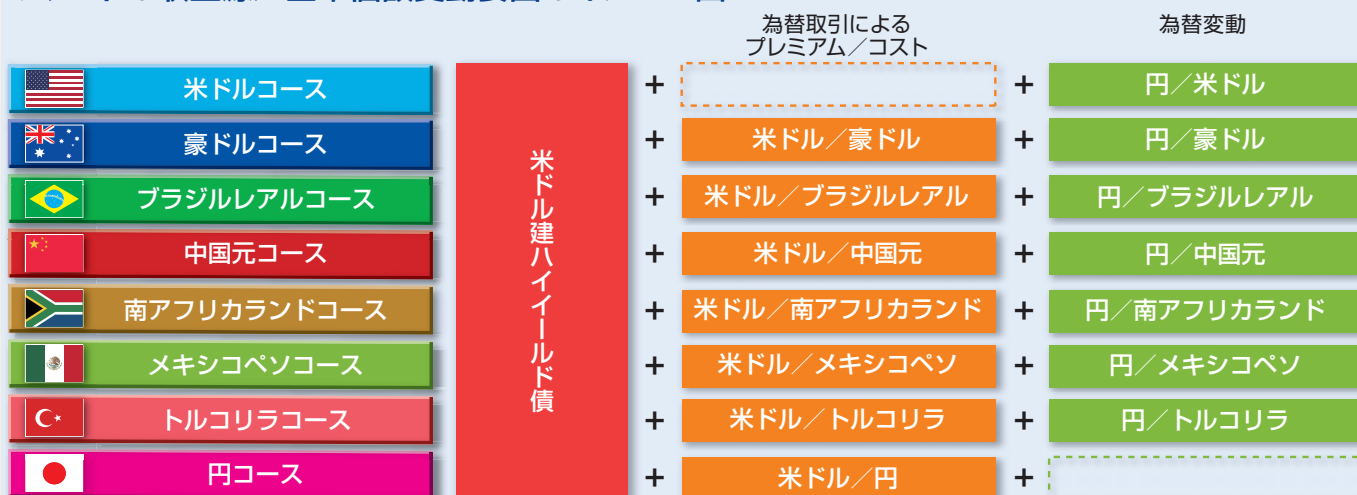 為替取引による
プレミアム／コスト
為替変動
米ドルコース
+
+
円／米ドル
豪ドルコース
+
米ドル／豪ドル
+
円／豪ドル
ブラジルレアルコース
+
米ドル／ブラジルレアル
+
円／ブラジルレアル
中国元コース
+
米ドル／中国元
+
円／中国元
南アフリカランドコース
+
米ドル／南アフリカランド
+
円／南アフリカランド
メキシコペソコース
+
米ドル／メキシコペソ
+
円／メキシコペソ
トルコリラコース
+
米ドル／トルコリラ
+
円／トルコリラ
円コース
+
米ドル／円
+
米ドル建ハイイールド債